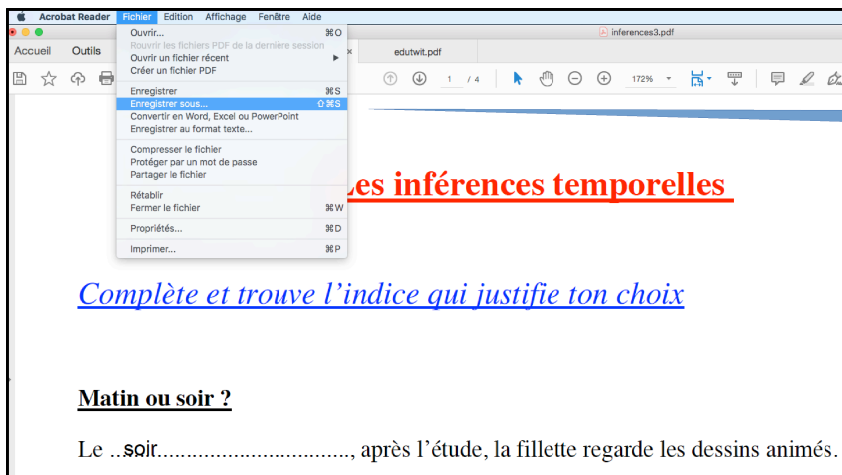 Acrobat Reader Fichier Edition Affichage Fenêtre Aide
inferences3.pdf
Accueil Outils × edutwit.pdf
1 / 4 172%
Ouvrir... ⌘O
Rouvrir les fichiers PDF de la derniere session
Ouvrir un fichier récent ▶
Créer un fichier PDF
Enregistrer ⌘S
Enregistrer sous... ⇧⌘S
Convertir en Word, Excel ou PowerPoint
Enregistrer au format texte...
Compresser le fichier
Protéger par un mot de passe
Partager le fichier
Rétablir
Fermer le fichier ⌘W
Propriétés... ⌘D
Imprimer... ⌘P
Les inférences temporelles
Complète et trouve l’indice qui justifie ton choix
Matin ou soir ?
Le ..soir................................, après l’étude, la fillette regarde les dessins animés.